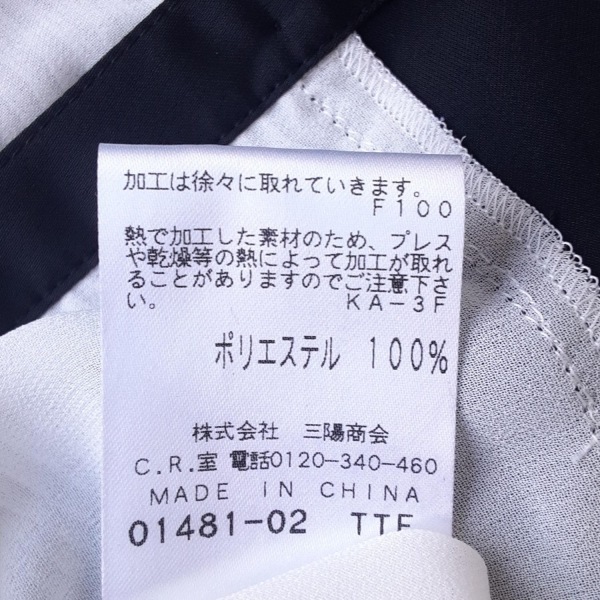 加工は徐々に取れていきます。
F100
熱で加工した素材のため、プレス
や乾燥等の熱によって加工が取れ
ることがありますのでご注意下さ
い。 KA-3F
ポリエステル 100%
株式会社 三陽商会
C.R.室 電話0120-340-460
MADE IN CHINA
01481-02 TTF